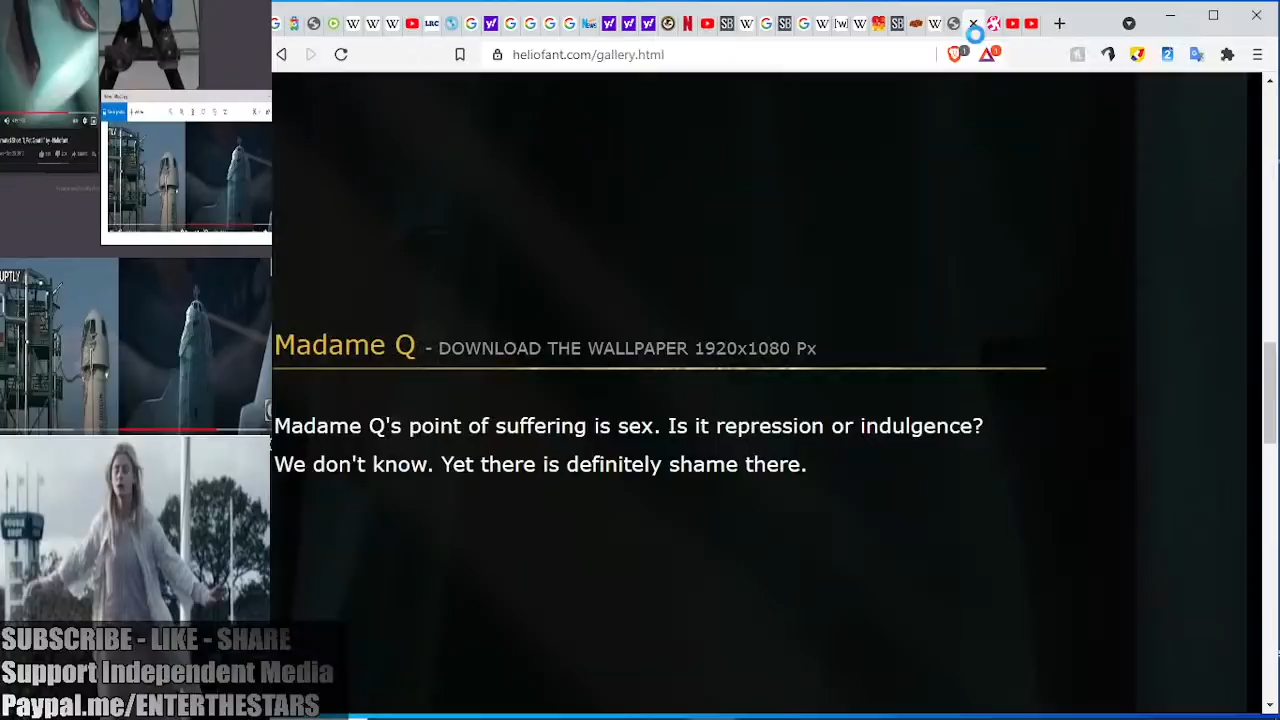 LRC
heliofant.com/gallery.html
UPTLY
Madame Q - DOWNLOAD THE WALLPAPER 1920x1080 Px
Madame Q's point of suffering is sex. Is it repression or indulgence?
We don't know. Yet there is definitely shame there.
SUBSCRIBE - LIKE - SHARE
Support Independent Media
Paypal.me/ENTERTHESTARS